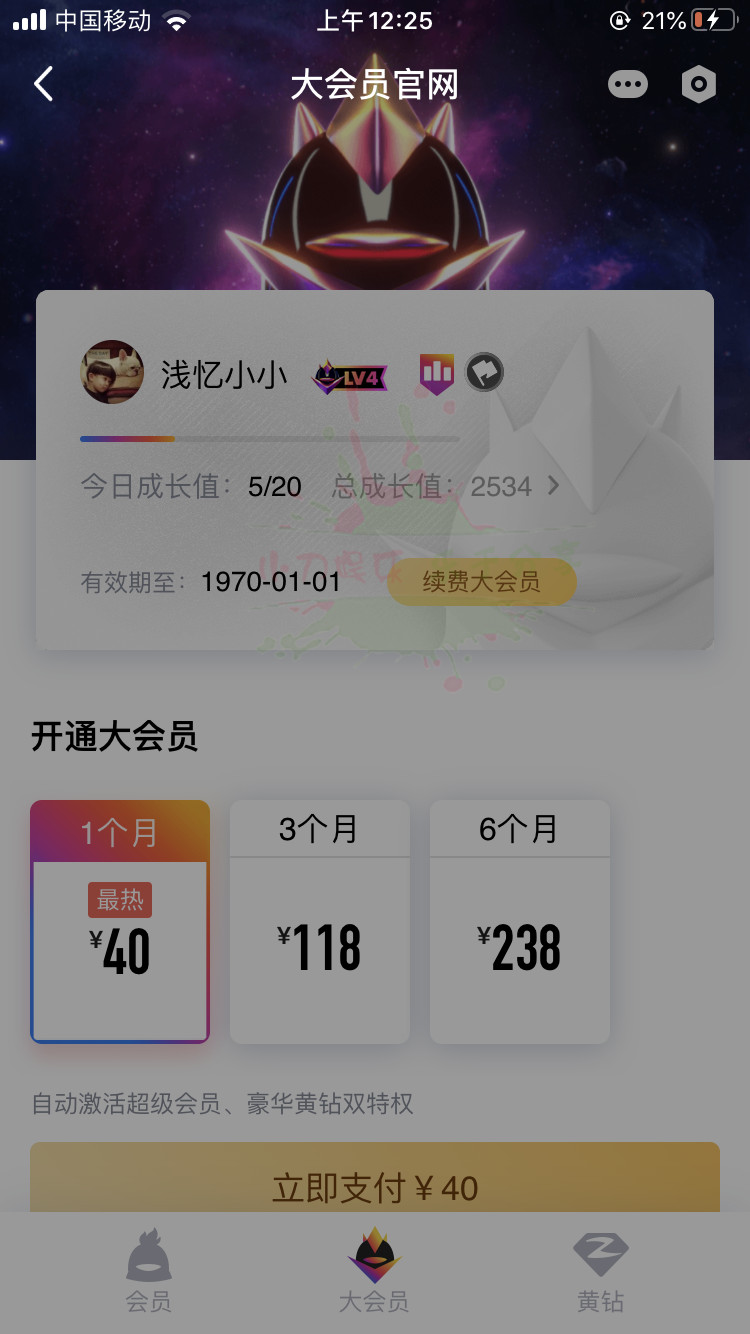 中国移动 上午12:25 21%
大会员官网
浅忆小小 LV4
今日成长值：5/20 总成长值：2534
有效期至：1970-01-01 续费大会员
开通大会员
1个月 3个月 6个月
最热
¥40 ¥118 ¥238
自动激活超级会员、豪华黄钻双特权
立即支付¥40
会员 大会员 黄钻